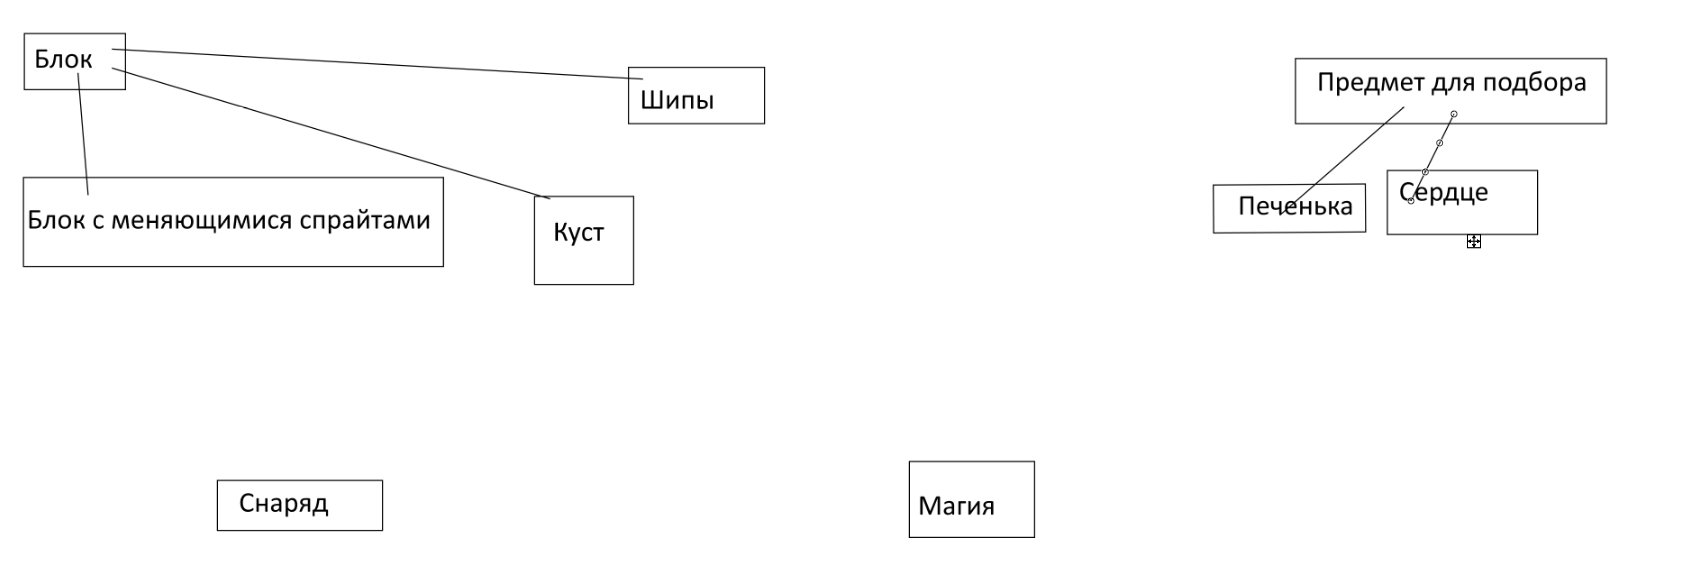 Блок
Шипы
Предмет для подбора
Блок с меняющимися спрайтами
Куст
Печенька
Сердце
Снаряд
Магия